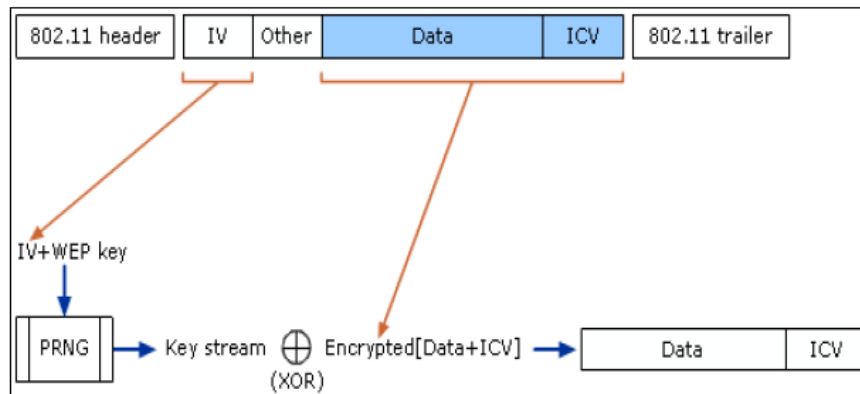 802.11 header IV Other Data ICV 802.11 trailer
IV+WEP key
PRNG Key stream Encrypted[Data+ICV] Data ICV
(XOR)